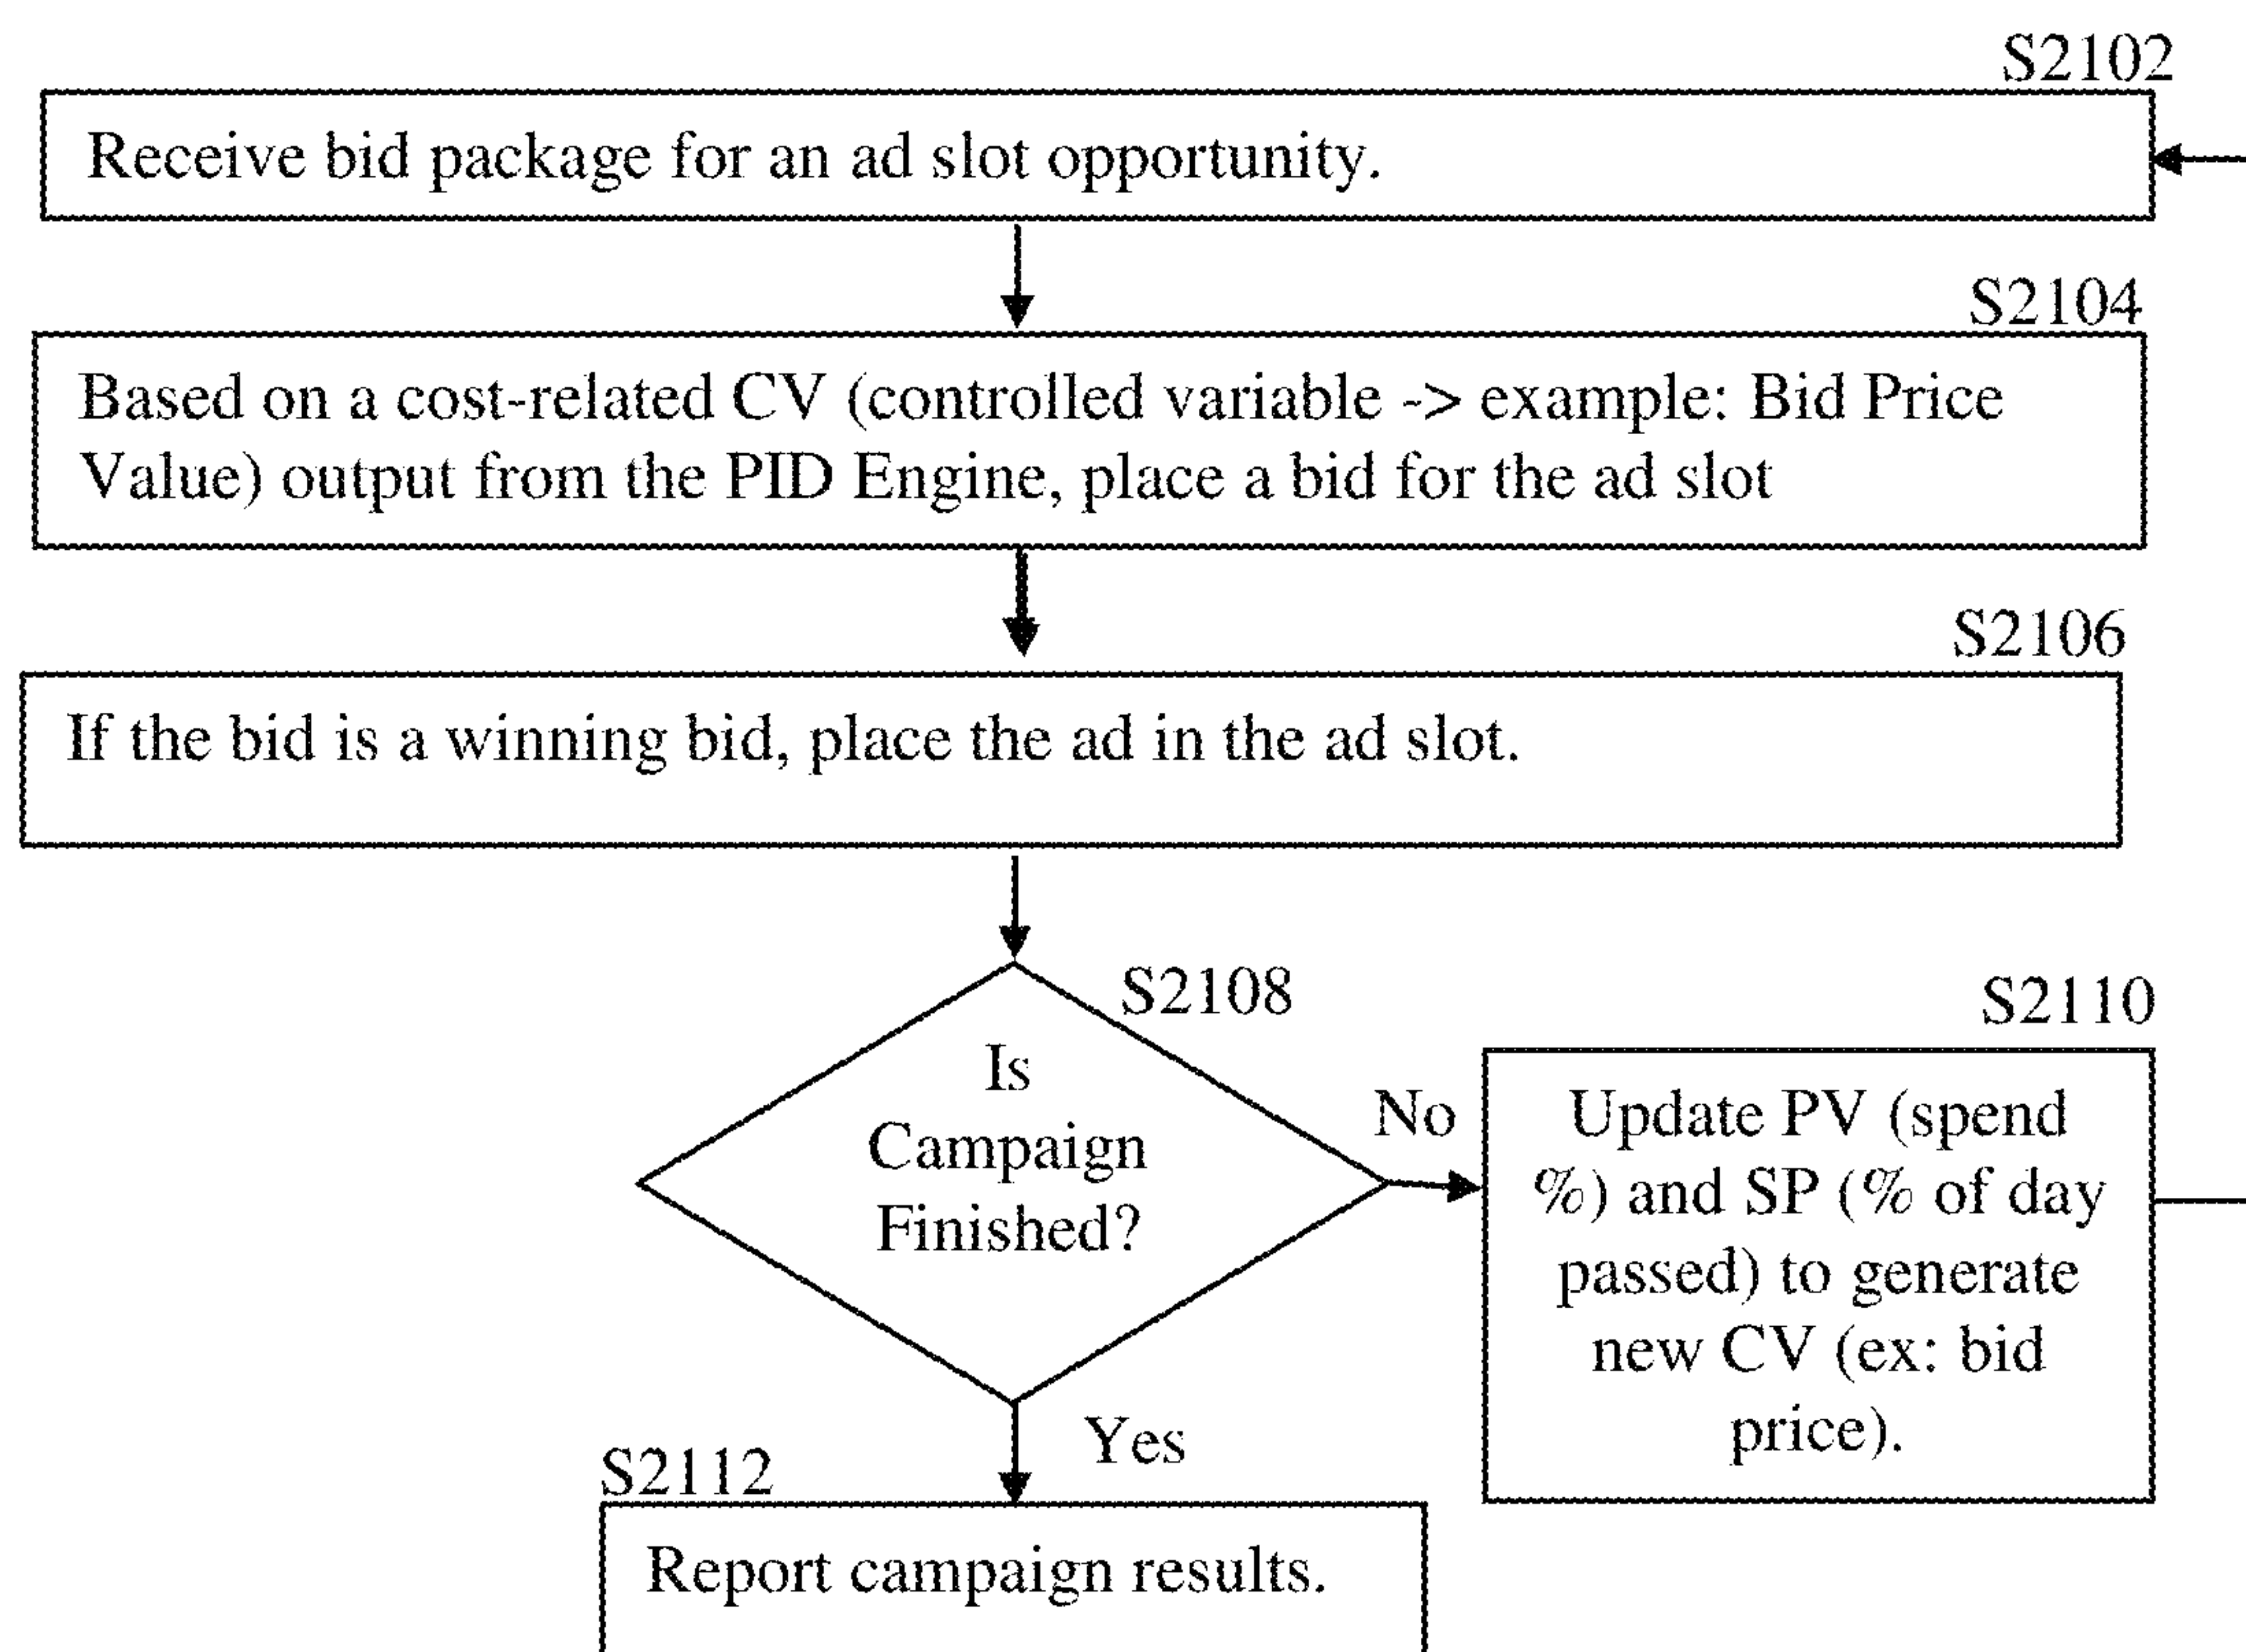 S2102
Receive bid package for an ad slot opportunity.
S2104
Based on a cost-related CV (controlled variable -> example: Bid Price
Value) output from the PID Engine, place a bid for the ad slot
S2106
If the bid is a winning bid, place the ad in the ad slot.
S2108
Is
Campaign
Finished?
No
S2110
Update PV (spend
%) and SP (% of day
passed) to generate
new CV (ex: bid
price).
Yes
S2112
Report campaign results.